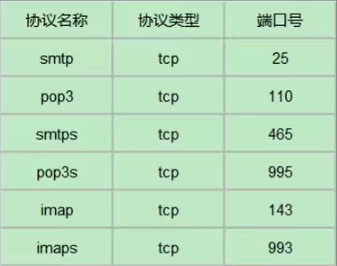 协议名称 协议类型 端口号
smtp tcp 25
pop3 tcp 110
smtps tcp 465
pop3s tcp 995
imap tcp 143
imaps tcp 993